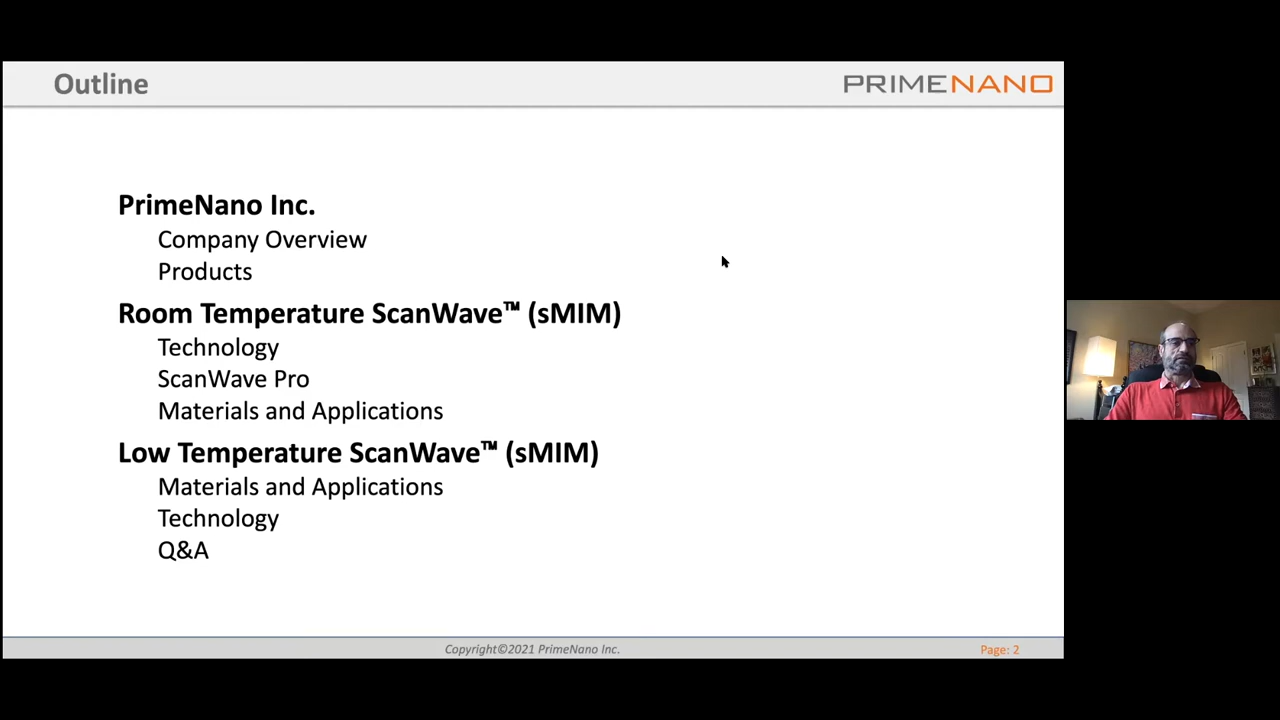 Outline
PRIMENANO
PrimeNano Inc.
Company Overview
Products
Room Temperature ScanWave™ (sMIM)
Technology
ScanWave Pro
Materials and Applications
Low Temperature ScanWave™ (sMIM)
Materials and Applications
Technology
Q&A
Copyright©2021 PrimeNano Inc.
Page: 2